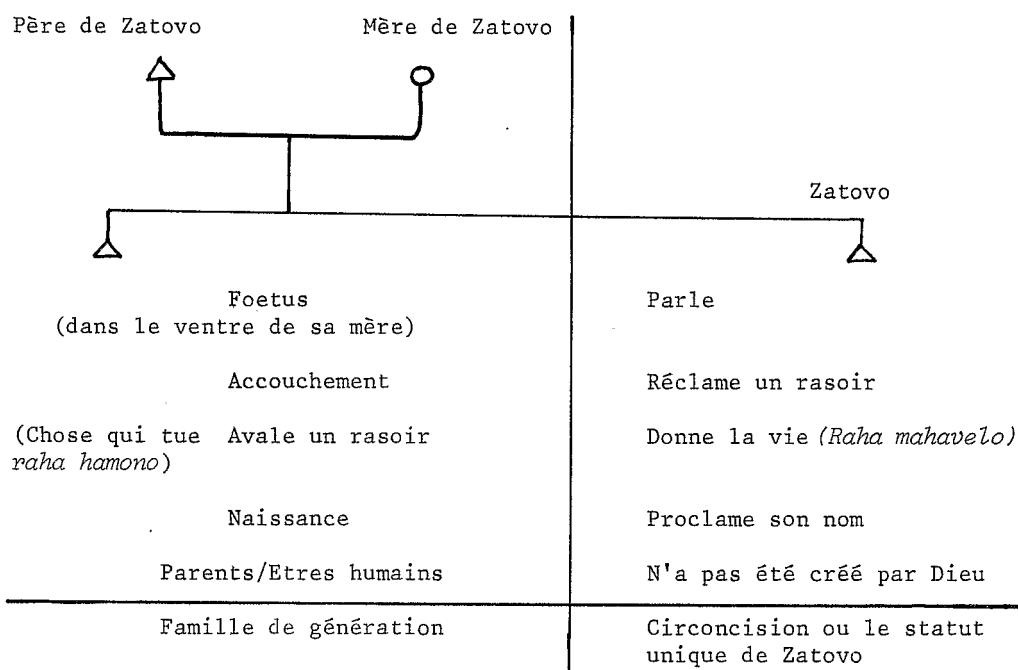 Père de Zatovo Mère de Zatovo
Zatovo
Foetus Parle
(dans le ventre de sa mère)
Accouchement Réclame un rasoir
(Chose qui tue Avale un rasoir Donne la vie (Raha mahavelo)
raha hamono)
Naissance Proclame son nom
Parents/Etres humains N'a pas été créé par Dieu
Famille de génération Circoncision ou le statut
unique de Zatovo